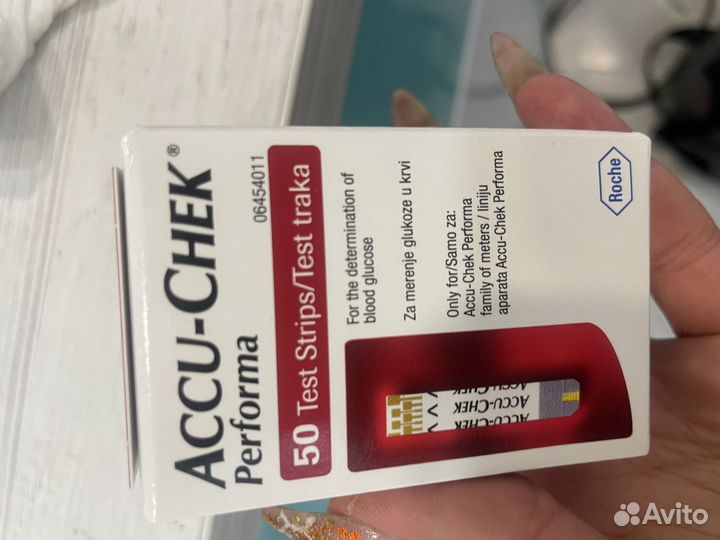 ACCU-CHEK®
Performa
06454011
50 Test Strips/Test traka
For the determination of
blood glucose
Za merenje glukoze u krvi
Only for/Samo za:
Accu-Chek Performa
family of meters / liniju
aparata Accu-Chek Performa
Roche
ACCU-CHEK
ACCU-CHEK
ACCU-CHEK
Avito